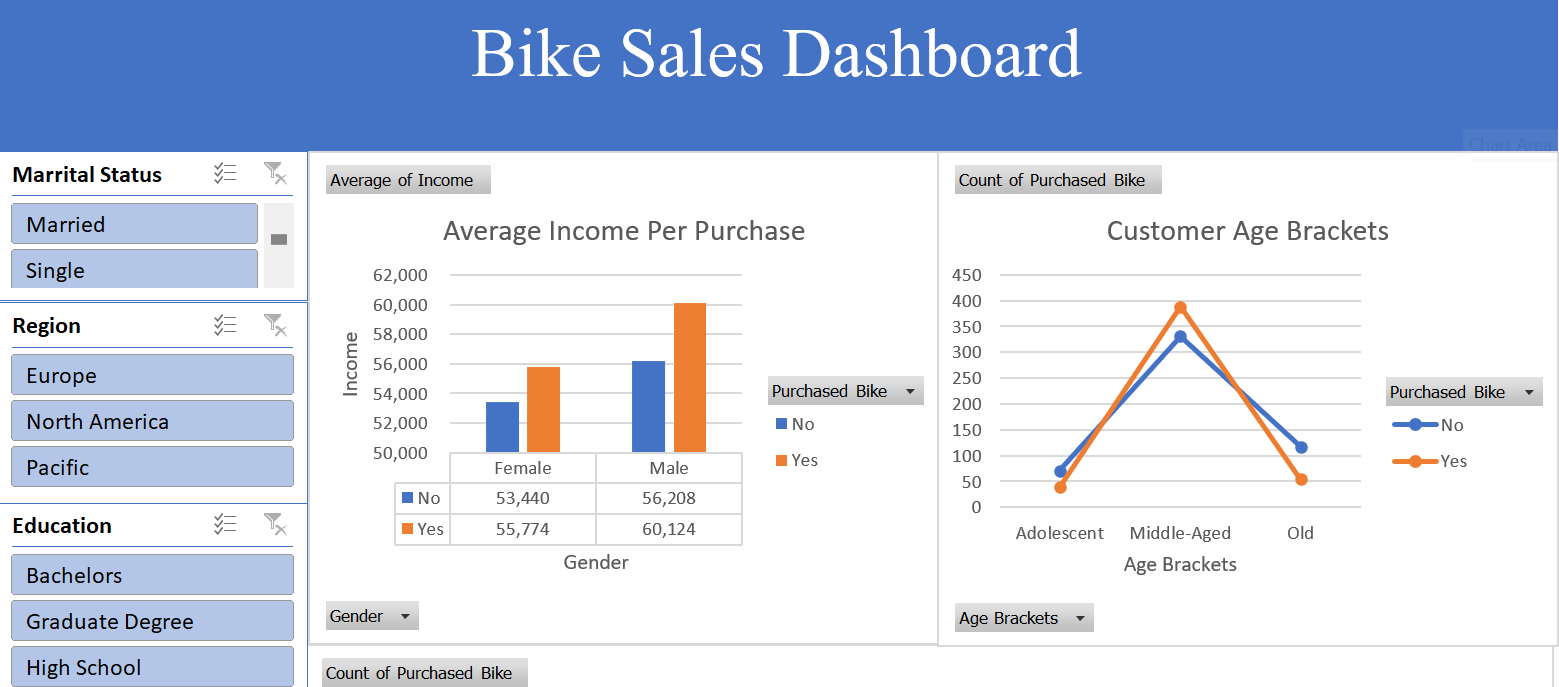 Bike Sales Dashboard
Chart Area
Marrital Status
Married
Single
Region
Europe
North America
Pacific
Education
Bachelors
Graduate Degree
High School
Average of Income
Average Income Per Purchase
62,000
60,000
58,000
56,000
54,000
52,000
50,000
Income
Female Male
No 53,440 56,208
Yes 55,774 60,124
Gender
Purchased Bike
No
Yes
Gender
Count of Purchased Bike
Customer Age Brackets
450
400
350
300
250
200
150
100
50
0
Adolescent Middle-Aged Old
Age Brackets
Purchased Bike
No
Yes
Age Brackets
Count of Purchased Bike